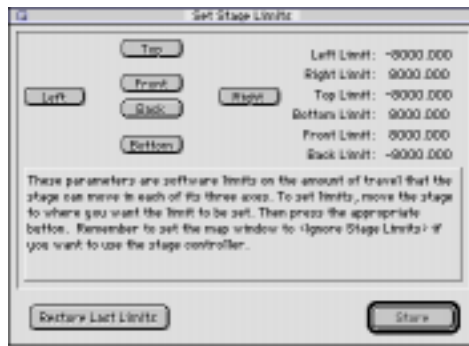 Set Stage Limits
Top
Front
Left
Right
Back
Bottom
Left Limit: -8000.000
Right Limit: 8000.000
Top Limit: -8000.000
Bottom Limit: 8000.000
Front Limit: 8000.000
Back Limit: -8000.000
These parameters are software limits on the amount of travel that the
stage can move in each of its three axes. To set limits, move the stage
to where you want the limit to be set. Then press the appropriate
button. Remember to set the map window to <Ignore Stage Limits> if
you want to use the stage controller.
Restore Last Limits
Store